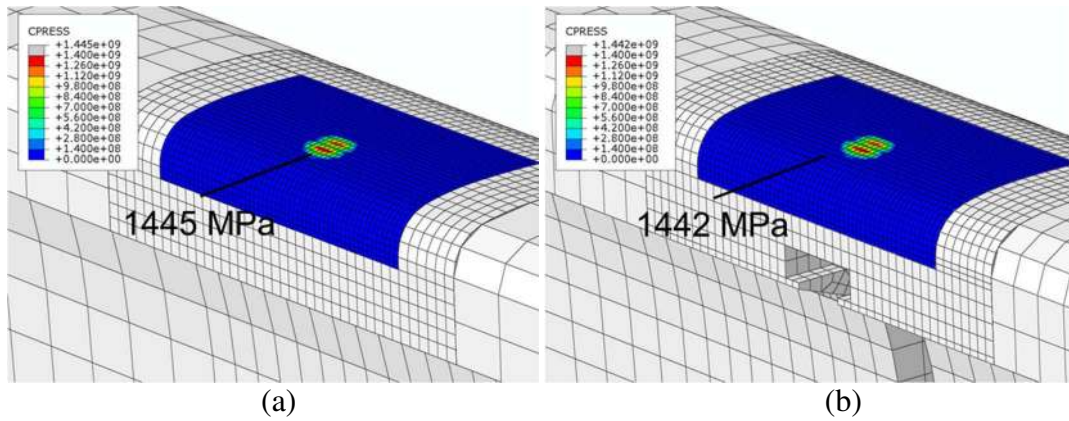 CPRESS
+1.445e+09
+1.400e+09
+1.260e+09
+1.120e+09
+9.800e+08
+8.400e+08
+7.000e+08
+5.600e+08
+4.200e+08
+2.800e+08
+1.400e+08
+0.000e+00
1445 MPa
(a)
CPRESS
+1.442e+09
+1.400e+09
+1.260e+09
+1.120e+09
+9.800e+08
+8.400e+08
+7.000e+08
+5.600e+08
+4.200e+08
+2.800e+08
+1.400e+08
+0.000e+00
1442 MPa
(b)